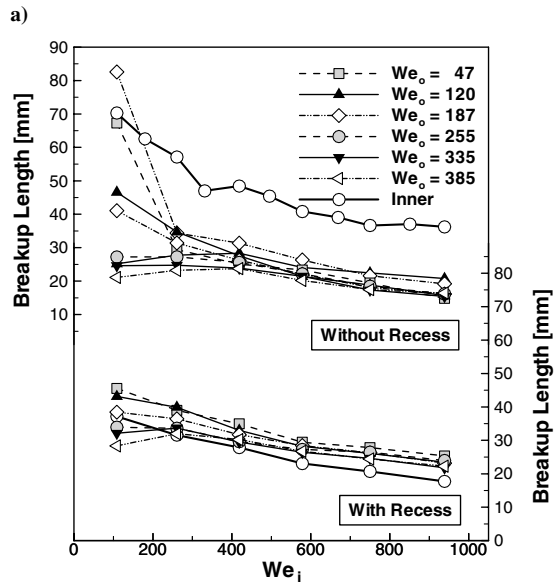 a)
Breakup Length [mm]
90
80
70
60
50
40
30
20
10
We_o = 47
We_o = 120
We_o = 187
We_o = 255
We_o = 335
We_o = 385
Inner
Without Recess
With Recess
80
70
60
50
40
30
20
10
0
Breakup Length [mm]
0 200 400 600 800 1000
We_i